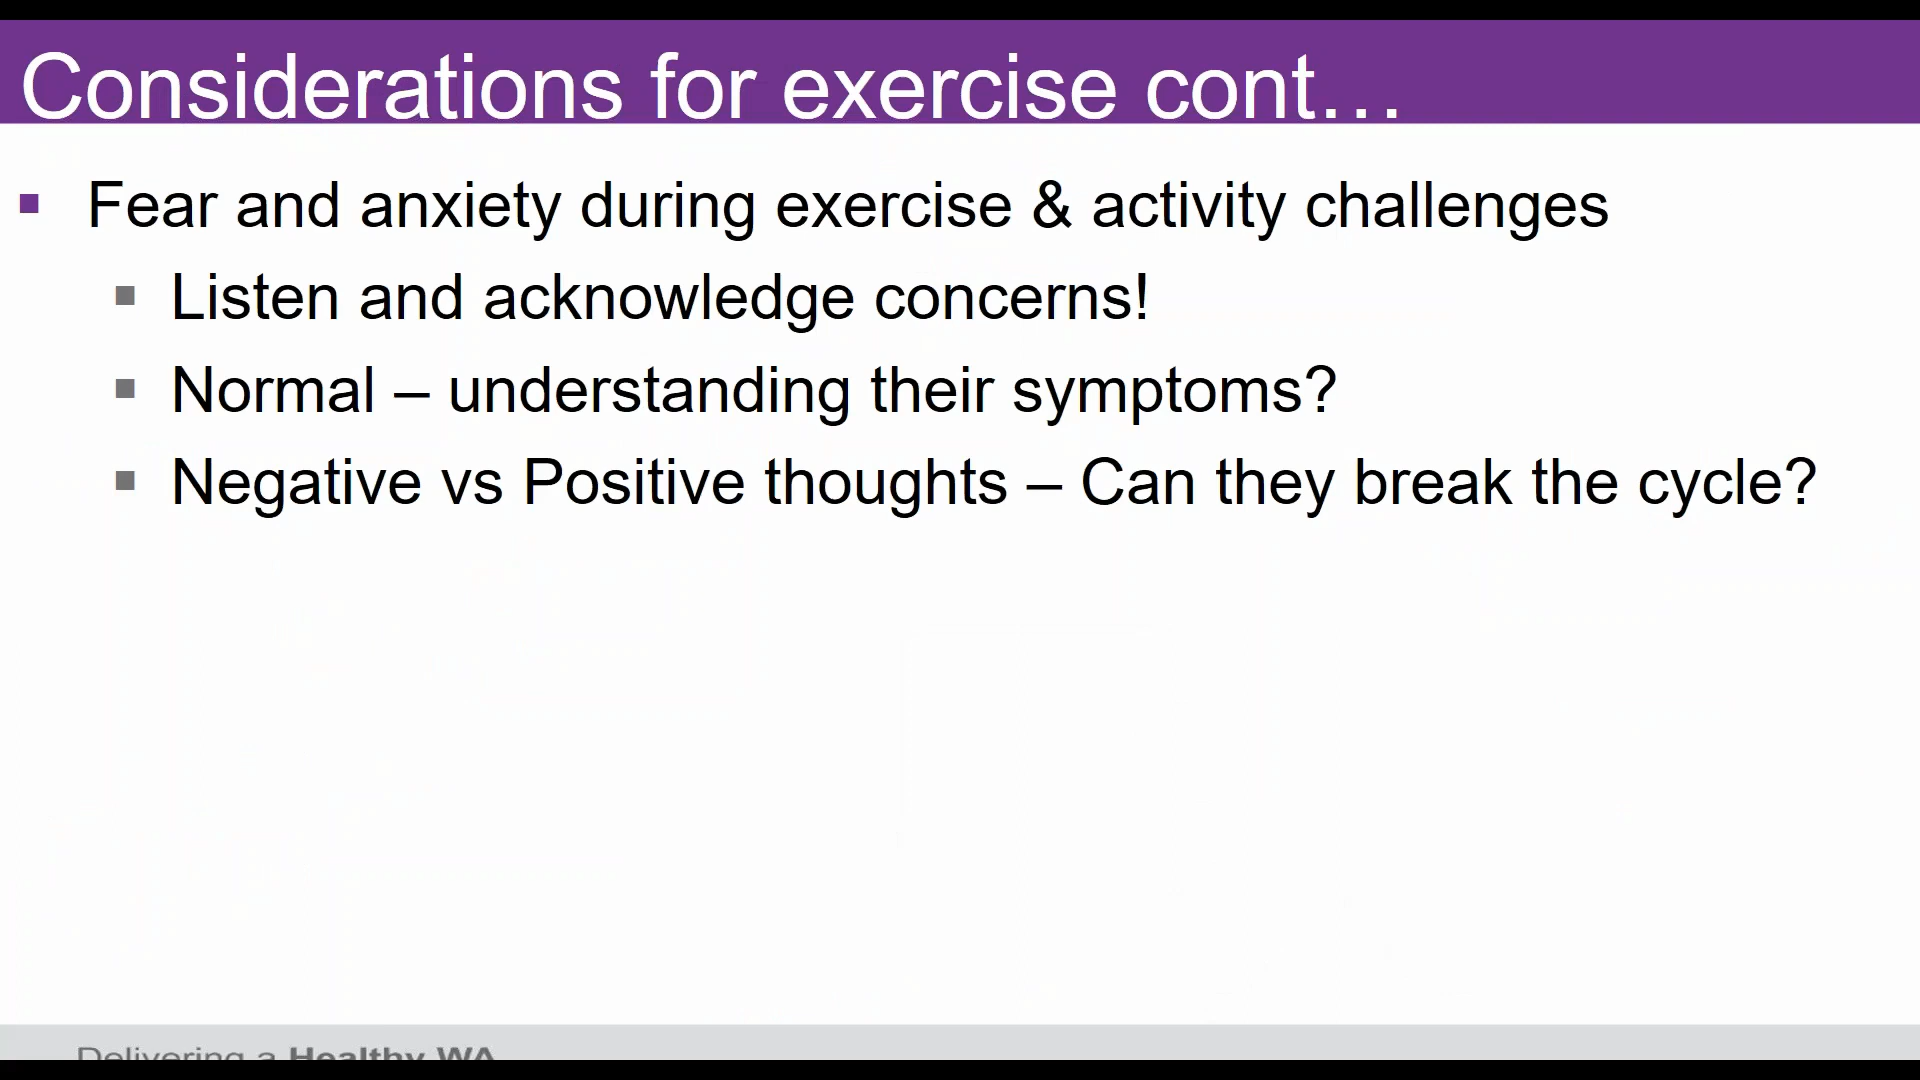 Considerations for exercise cont…
Fear and anxiety during exercise & activity challenges
Listen and acknowledge concerns!
Normal – understanding their symptoms?
Negative vs Positive thoughts – Can they break the cycle?
Delivering a Healthy WA